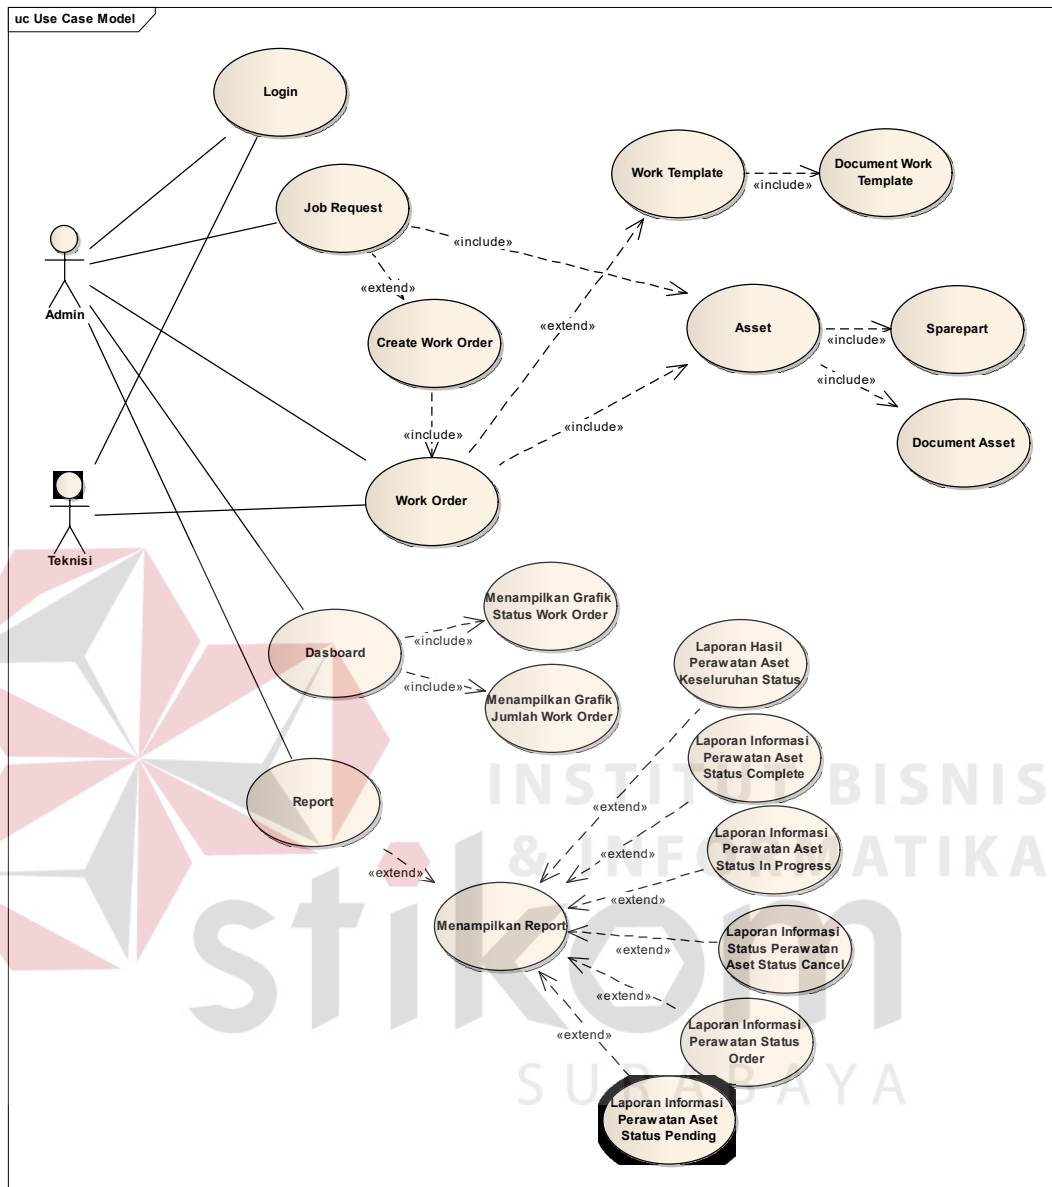 uc Use Case Model
Login
Work Template
«include»
Document Work
Template
Job Request
«include»
«extend»
Admin
Create Work Order
«extend»
Asset
«include»
Sparepart
«include»
Document Asset
«include»
«include»
Work Order
Teknisi
Menampilkan Grafik
Status Work Order
«include»
Dasboard
«include»
Menampilkan Grafik
Jumlah Work Order
Laporan Hasil
Perawatan Aset
Keseluruhan Status
Laporan Informasi
Perawatan Aset
Status Complete
INSTITUT BISNIS
& INFORMATIKA
Report
«extend»
«extend»
Laporan Informasi
Perawatan Aset
Status In Progress
«extend»
«extend»
Menampilkan Report
stikom
Laporan Informasi
Status Perawatan
Aset Status Cancel
«extend»
«extend»
Laporan Informasi
Perawatan Status
Order
«extend»
SURABAYA
Laporan Informasi
Perawatan Aset
Status Pending